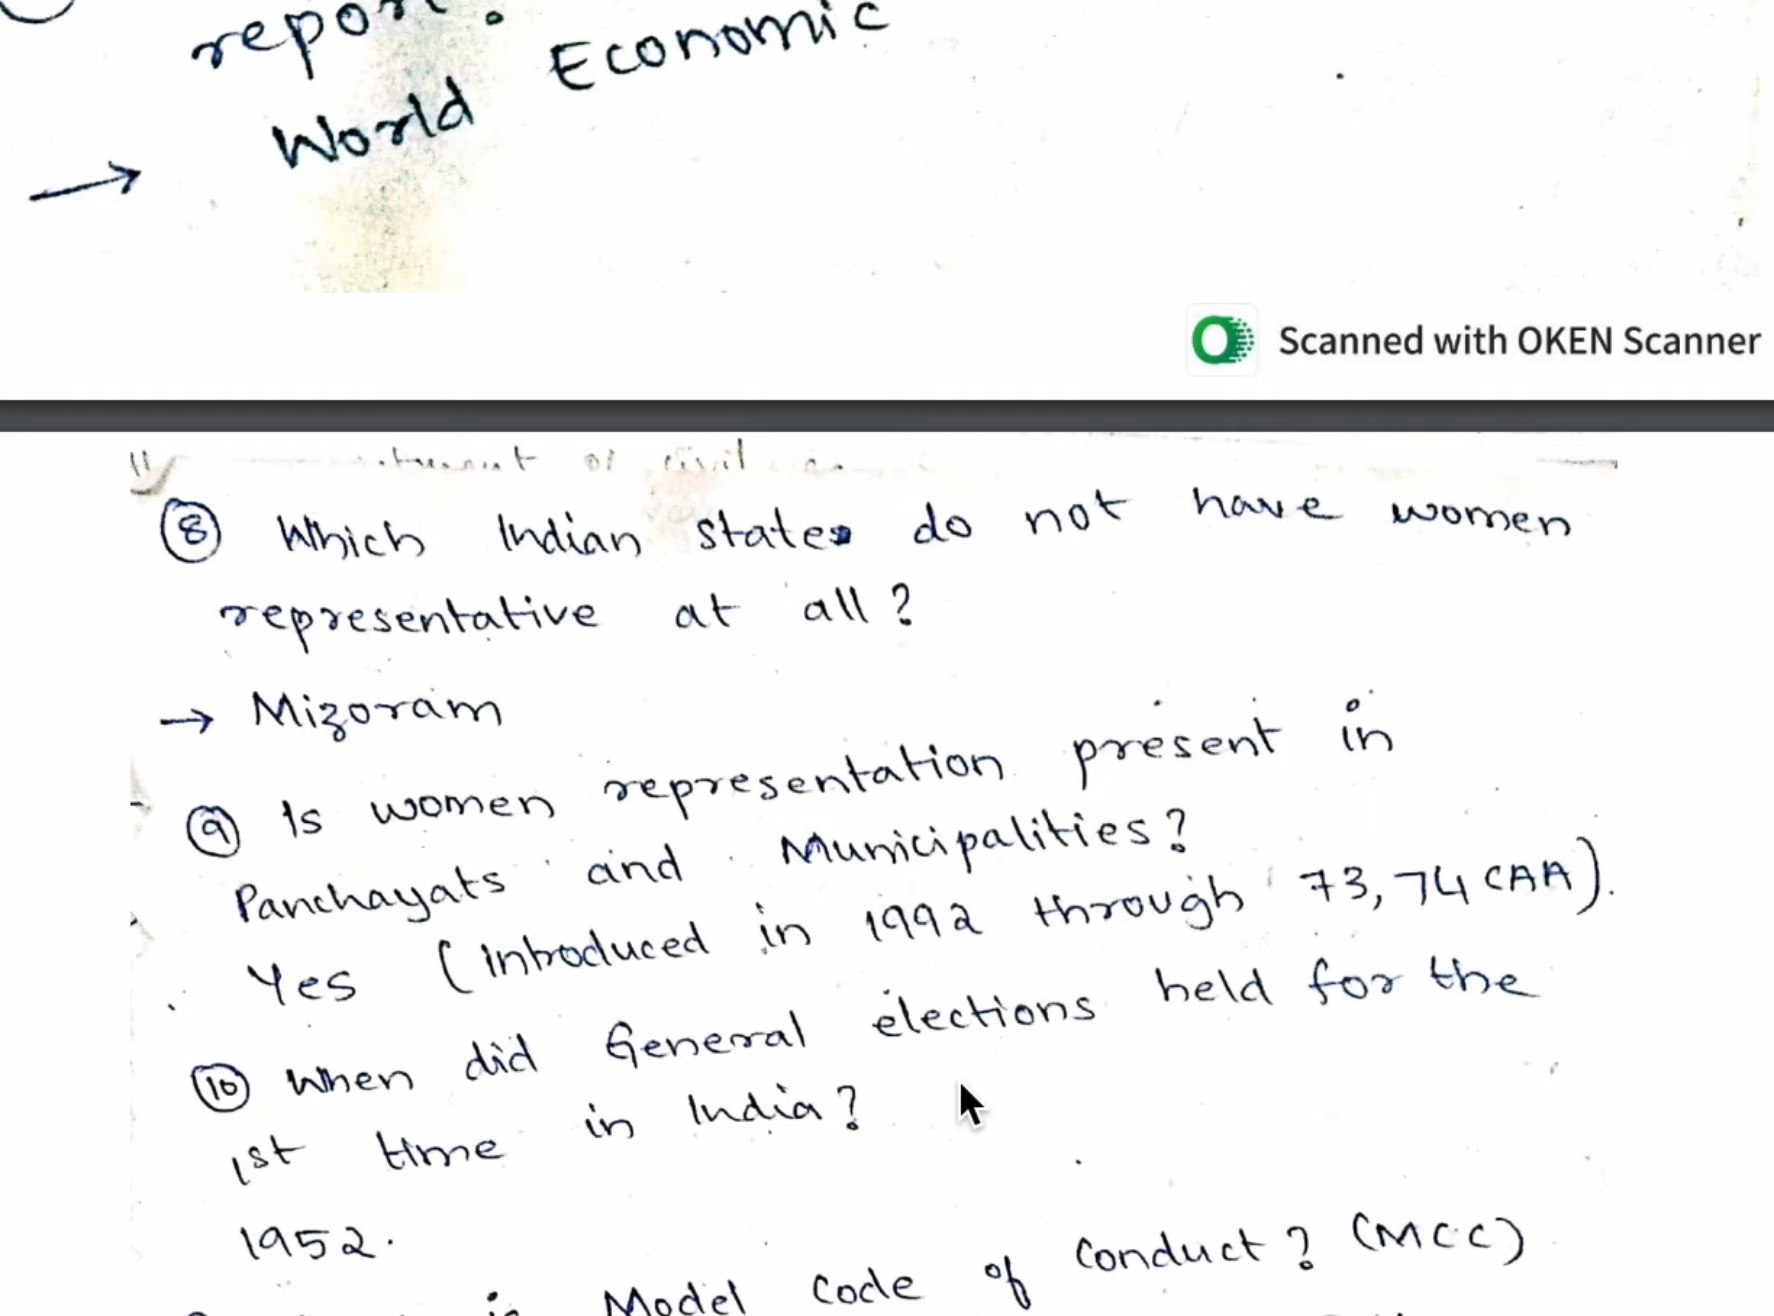 report.
World Economic
Scanned with OKEN Scanner
⑧ Which Indian states do not have women
representative at all?
→ Mizoram
⑨ Is women representation present in
Panchayats and Municipalities?
Yes (introduced in 1992 through 73, 74 CAA).
⑩ When did General elections held for the
1st time in India?
1952.
Model Code of Conduct? (MCC)